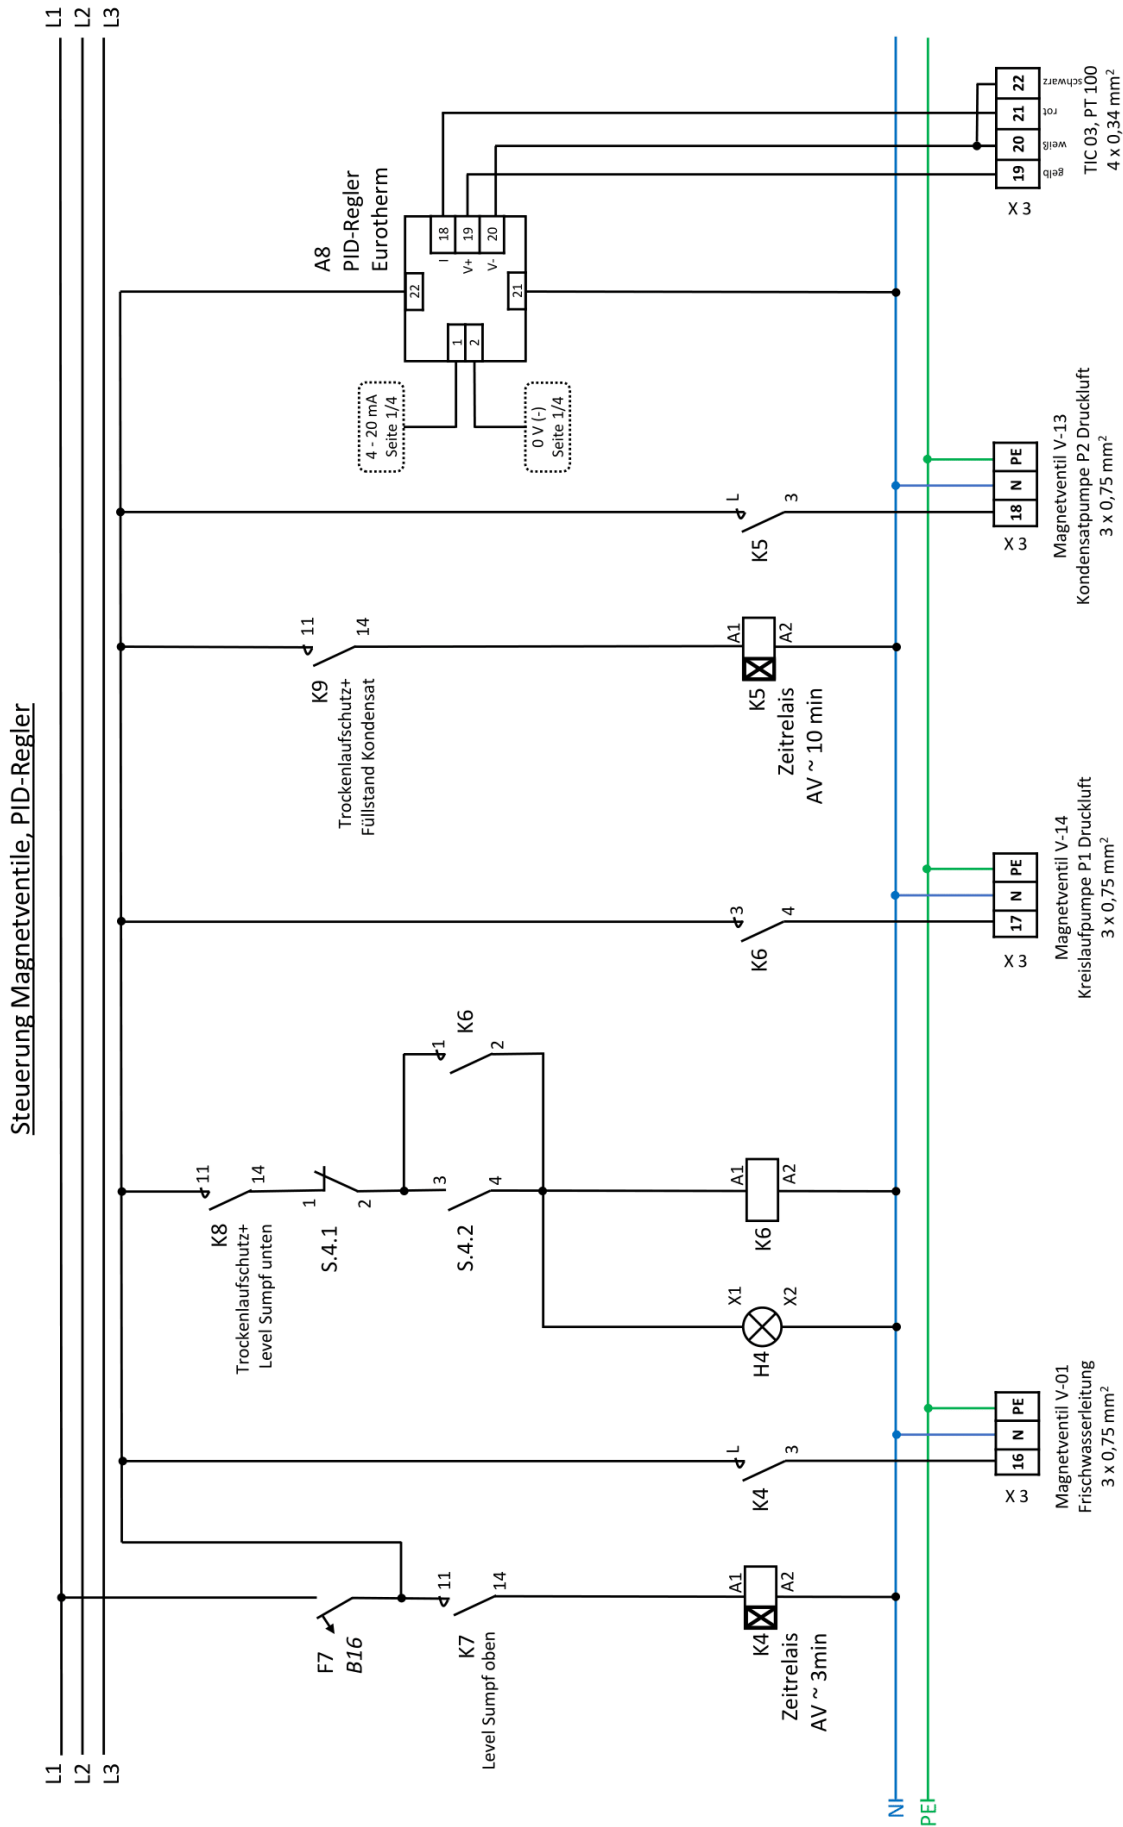 Steuerung Magnetventile, PID-Regler
L1
L2
L3
L1
L2
L3
F7
B16
11
14
K7
Level Sumpf oben
A1
A2
K4
Zeitrelais
AV ~ 3min
L
3
K4
16
N
PE
X 3
Magnetventil V-01
Frischwasserleitung
3 x 0,75 mm²
11
14
K8
Trockenlaufschutz+
Level Sumpf unten
1
2
S.4.1
3
4
S.4.2
1
2
K6
X1
X2
H4
A1
A2
K6
3
4
K6
17
N
PE
X 3
Magnetventil V-14
Kreislaufpumpe P1 Druckluft
3 x 0,75 mm²
11
14
K9
Trockenlaufschutz+
Füllstand Kondensat
A1
A2
K5
Zeitrelais
AV ~ 10 min
L
3
K5
18
N
PE
X 3
Magnetventil V-13
Kondensatpumpe P2 Druckluft
3 x 0,75 mm²
4 - 20 mA
Seite 1/4
0 V (-)
Seite 1/4
A8
PID-Regler
Eurotherm
22
1
2
21
18
19
20
I
V+
V-
19
20
21
22
gelb
weiß
rot
schwarz
X 3
TIC 03, PT 100
4 x 0,34 mm²
N
PE